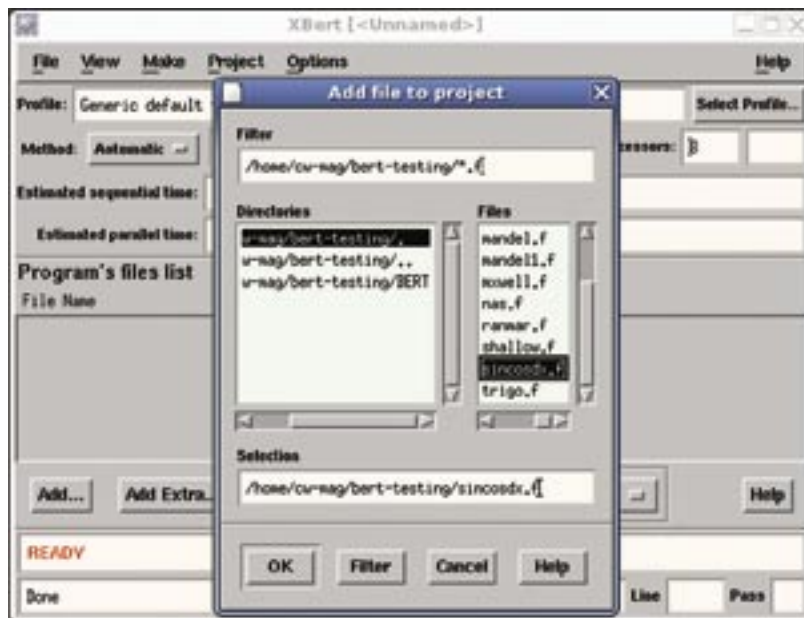 XBert [<Unnamed>]
File View Make Project Options Help
Add file to project
Profile: Generic default
Select Profile...
Method: Automatic
Estimated sequential time:
Estimated parallel time:
Program's files list
File Name
Filter
/home/cw-mag/bert-testing/*.f
Directories
w-mag/bert-testing/.
w-mag/bert-testing/..
w-mag/bert-testing/BERT
Files
mandel.f
mandel1.f
mxwell.f
nas.f
ranmar.f
shallow.f
sincosdx.f
trigo.f
Selection
/home/cw-mag/bert-testing/sincosdx.f
OK Filter Cancel Help
Add... Add Extra... Help
READY
Done
Line Pass